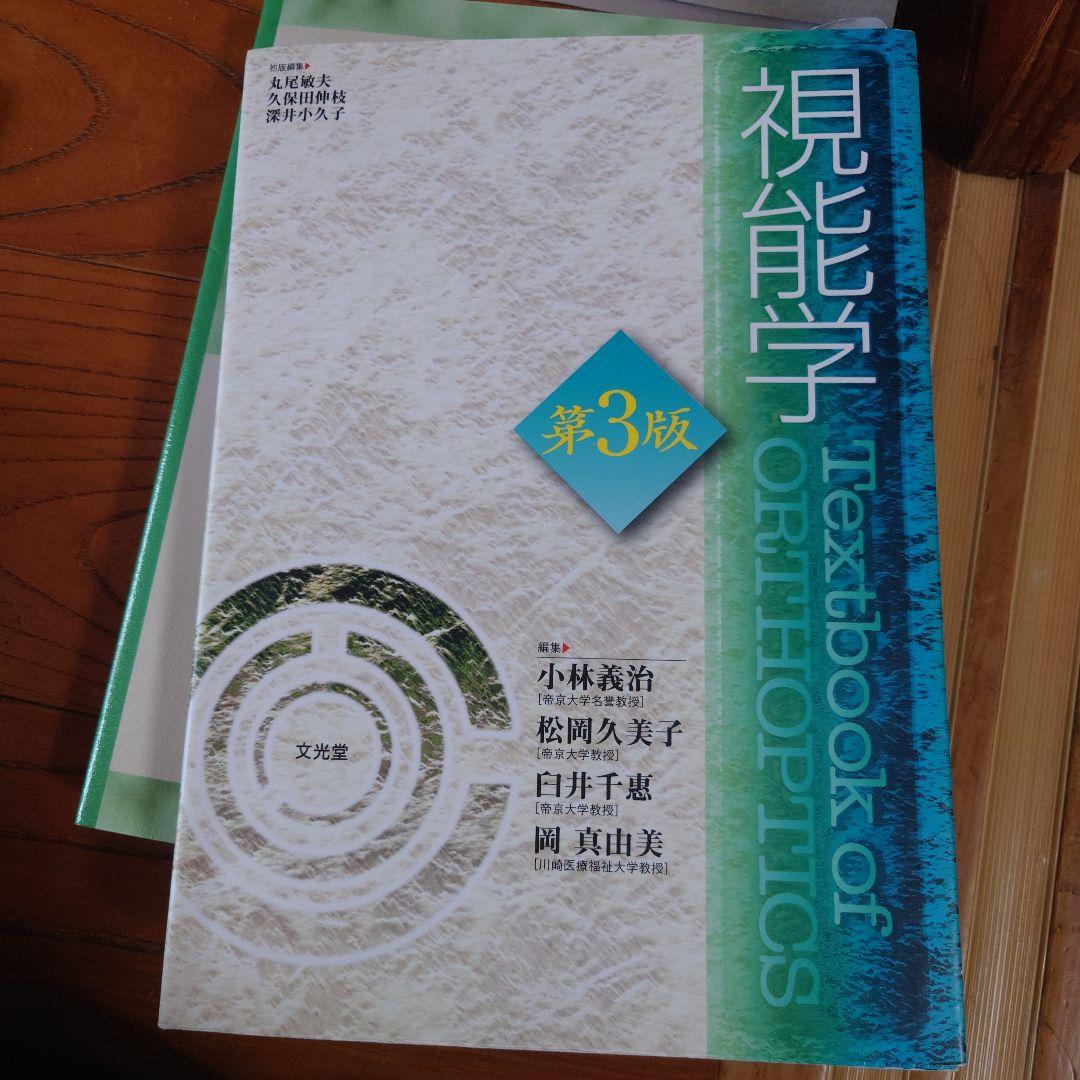 初版編集▶
丸尾敏夫
久保田伸枝
深井小久子
視能学
Textbook of
ORTHOPTICS
第3版
編集▶
小林義治
[帝京大学名誉教授]
松岡久美子
[帝京大学教授]
臼井千惠
[帝京大学教授]
岡 真由美
[川崎医療福祉大学教授]
文光堂